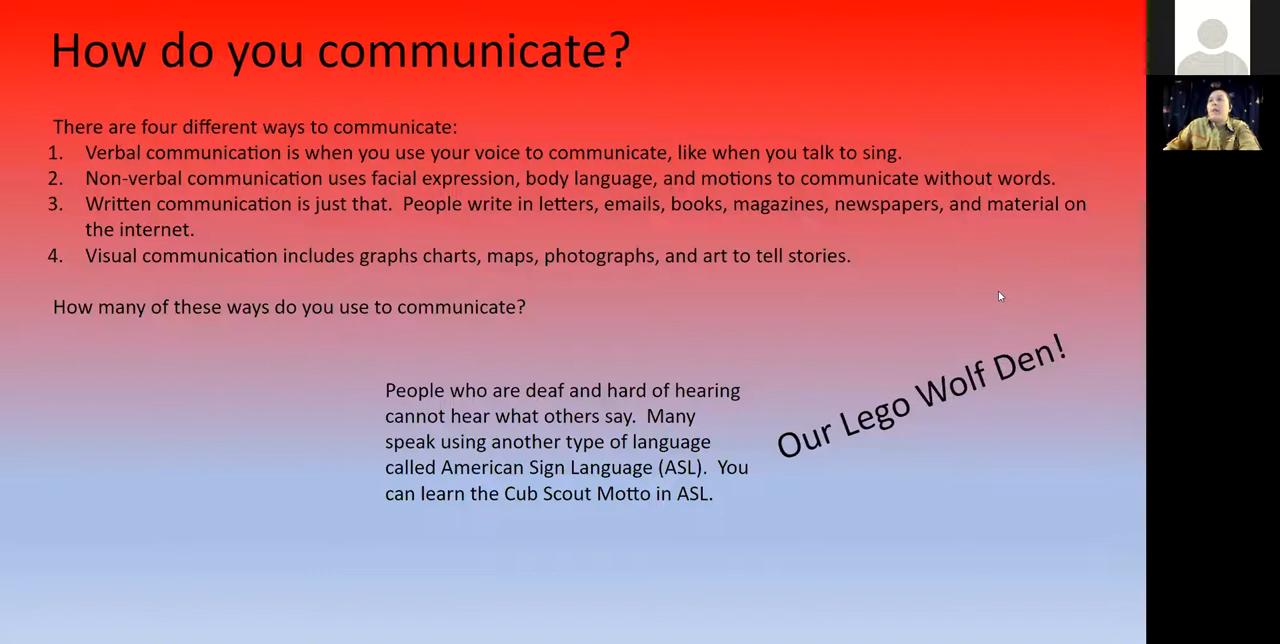 How do you communicate?
There are four different ways to communicate:
1. Verbal communication is when you use your voice to communicate, like when you talk to sing.
2. Non-verbal communication uses facial expression, body language, and motions to communicate without words.
3. Written communication is just that. People write in letters, emails, books, magazines, newspapers, and material on
the internet.
4. Visual communication includes graphs charts, maps, photographs, and art to tell stories.
How many of these ways do you use to communicate?
People who are deaf and hard of hearing
cannot hear what others say. Many
speak using another type of language
called American Sign Language (ASL). You
can learn the Cub Scout Motto in ASL.
Our Lego Wolf Den!